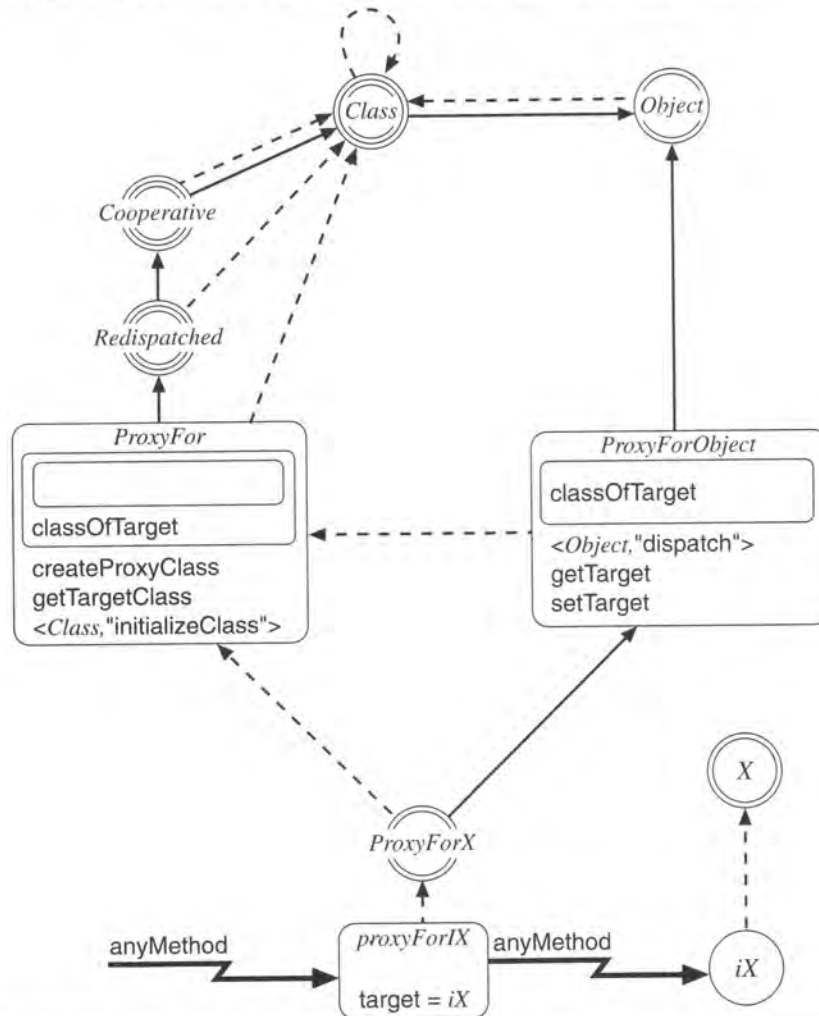 Class
Object
Cooperative
Redispatched
ProxyFor
classOfTarget
createProxyClass
getTargetClass
<Class,"initializeClass">
ProxyForObject
classOfTarget
<Object,"dispatch">
getTarget
setTarget
X
ProxyForX
anyMethod
proxyForIX
target = iX
anyMethod
iX